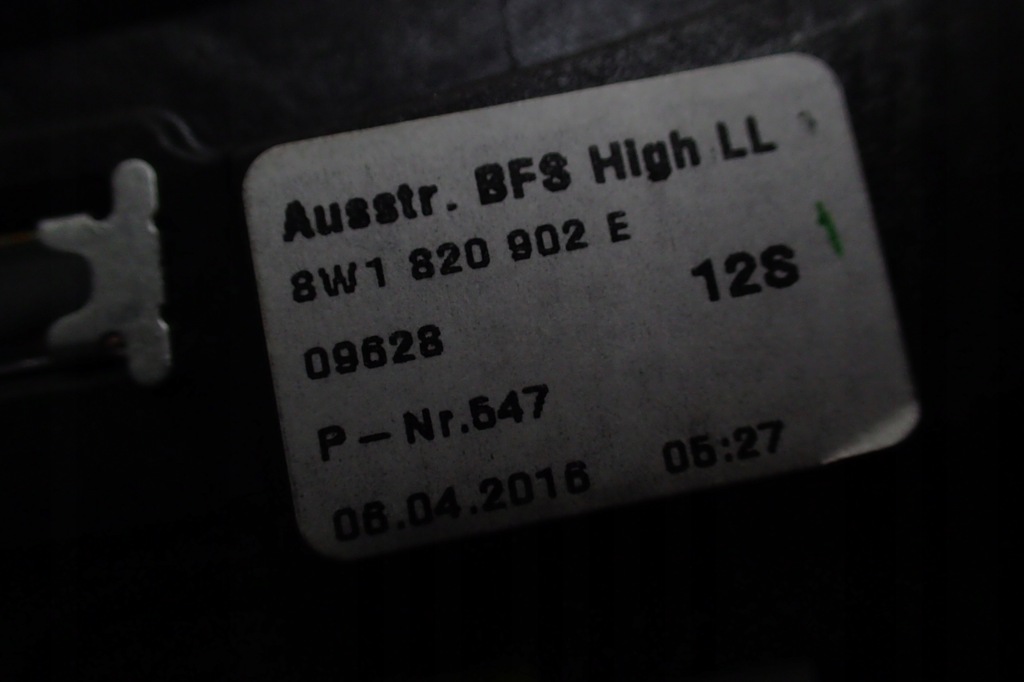 Ausstr. BFS High LL
8W1 820 902 E
12S
09628
P-Nr.547
06.04.2016 05:27